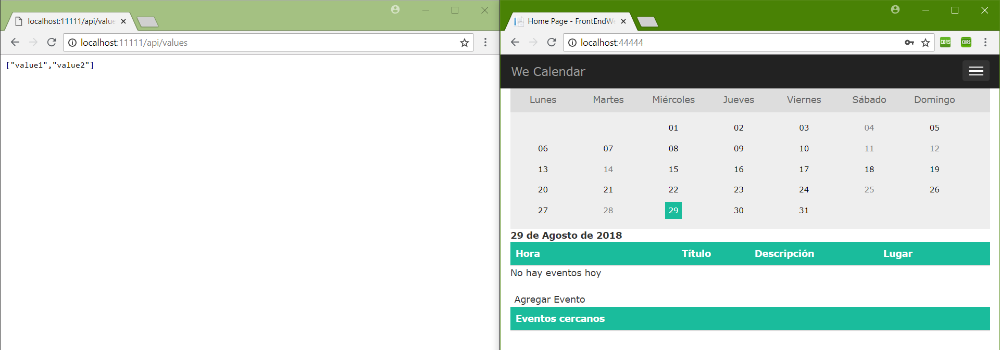 localhost:11111/api/value
localhost:11111/api/values
["value1","value2"]
Home Page - FrontEndWe
localhost:44444
CORS CORS
We Calendar
Lunes Martes Miércoles Jueves Viernes Sábado Domingo
01 02 03 04 05
06 07 08 09 10 11 12
13 14 15 16 17 18 19
20 21 22 23 24 25 26
27 28 29 30 31
29 de Agosto de 2018
Hora Título Descripción Lugar
No hay eventos hoy
Agregar Evento
Eventos cercanos